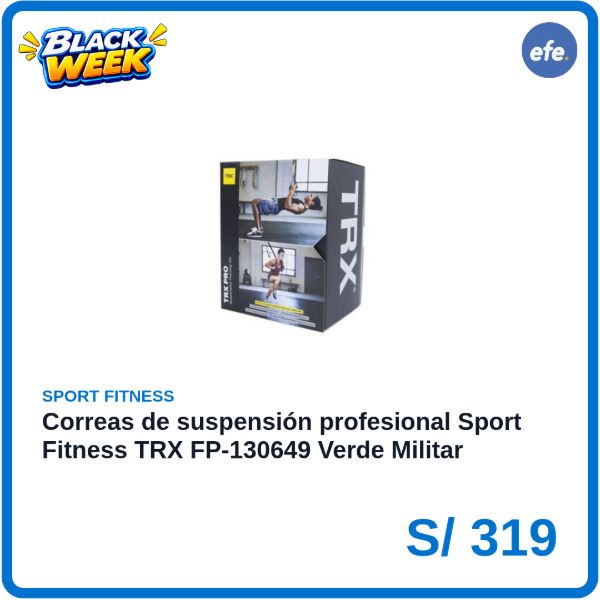 BLACK
WEEK
efe.
TRX
TRX
TRX PRO
SPORT FITNESS
Correas de suspensión profesional Sport
Fitness TRX FP-130649 Verde Militar
S/ 319